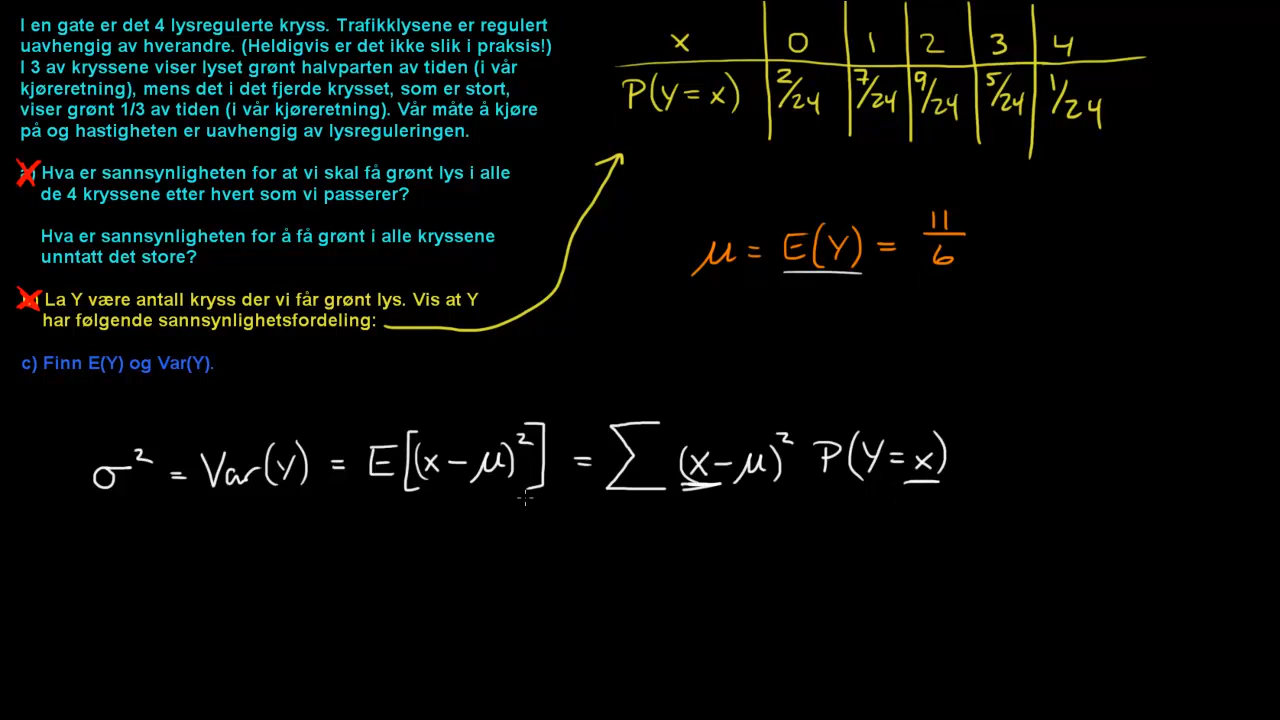 I en gate er det 4 lysregulerte kryss. Trafikklysene er regulert
uavhengig av hverandre. (Heldigvis er det ikke slik i praksis!)
I 3 av kryssene viser lyset grønt halvparten av tiden (i vår
kjøreretning), mens det i det fjerde krysset, som er stort,
viser grønt 1/3 av tiden (i vår kjøreretning). Vår måte å kjøre
på og hastigheten er uavhengig av lysreguleringen.
a) Hva er sannsynligheten for at vi skal få grønt lys i alle
de 4 kryssene etter hvert som vi passerer?
Hva er sannsynligheten for å få grønt i alle kryssene
unntatt det store?
b) La Y være antall kryss der vi får grønt lys. Vis at Y
har følgende sannsynlighetsfordeling:
c) Finn E(Y) og Var(Y).
x 0 1 2 3 4
P(Y=x) 2/24 7/24 9/24 5/24 1/24
μ = E(Y) = 11/6
σ² = Var(Y) = E[(x-μ)²] = ∑ (x-μ)² P(Y=x)